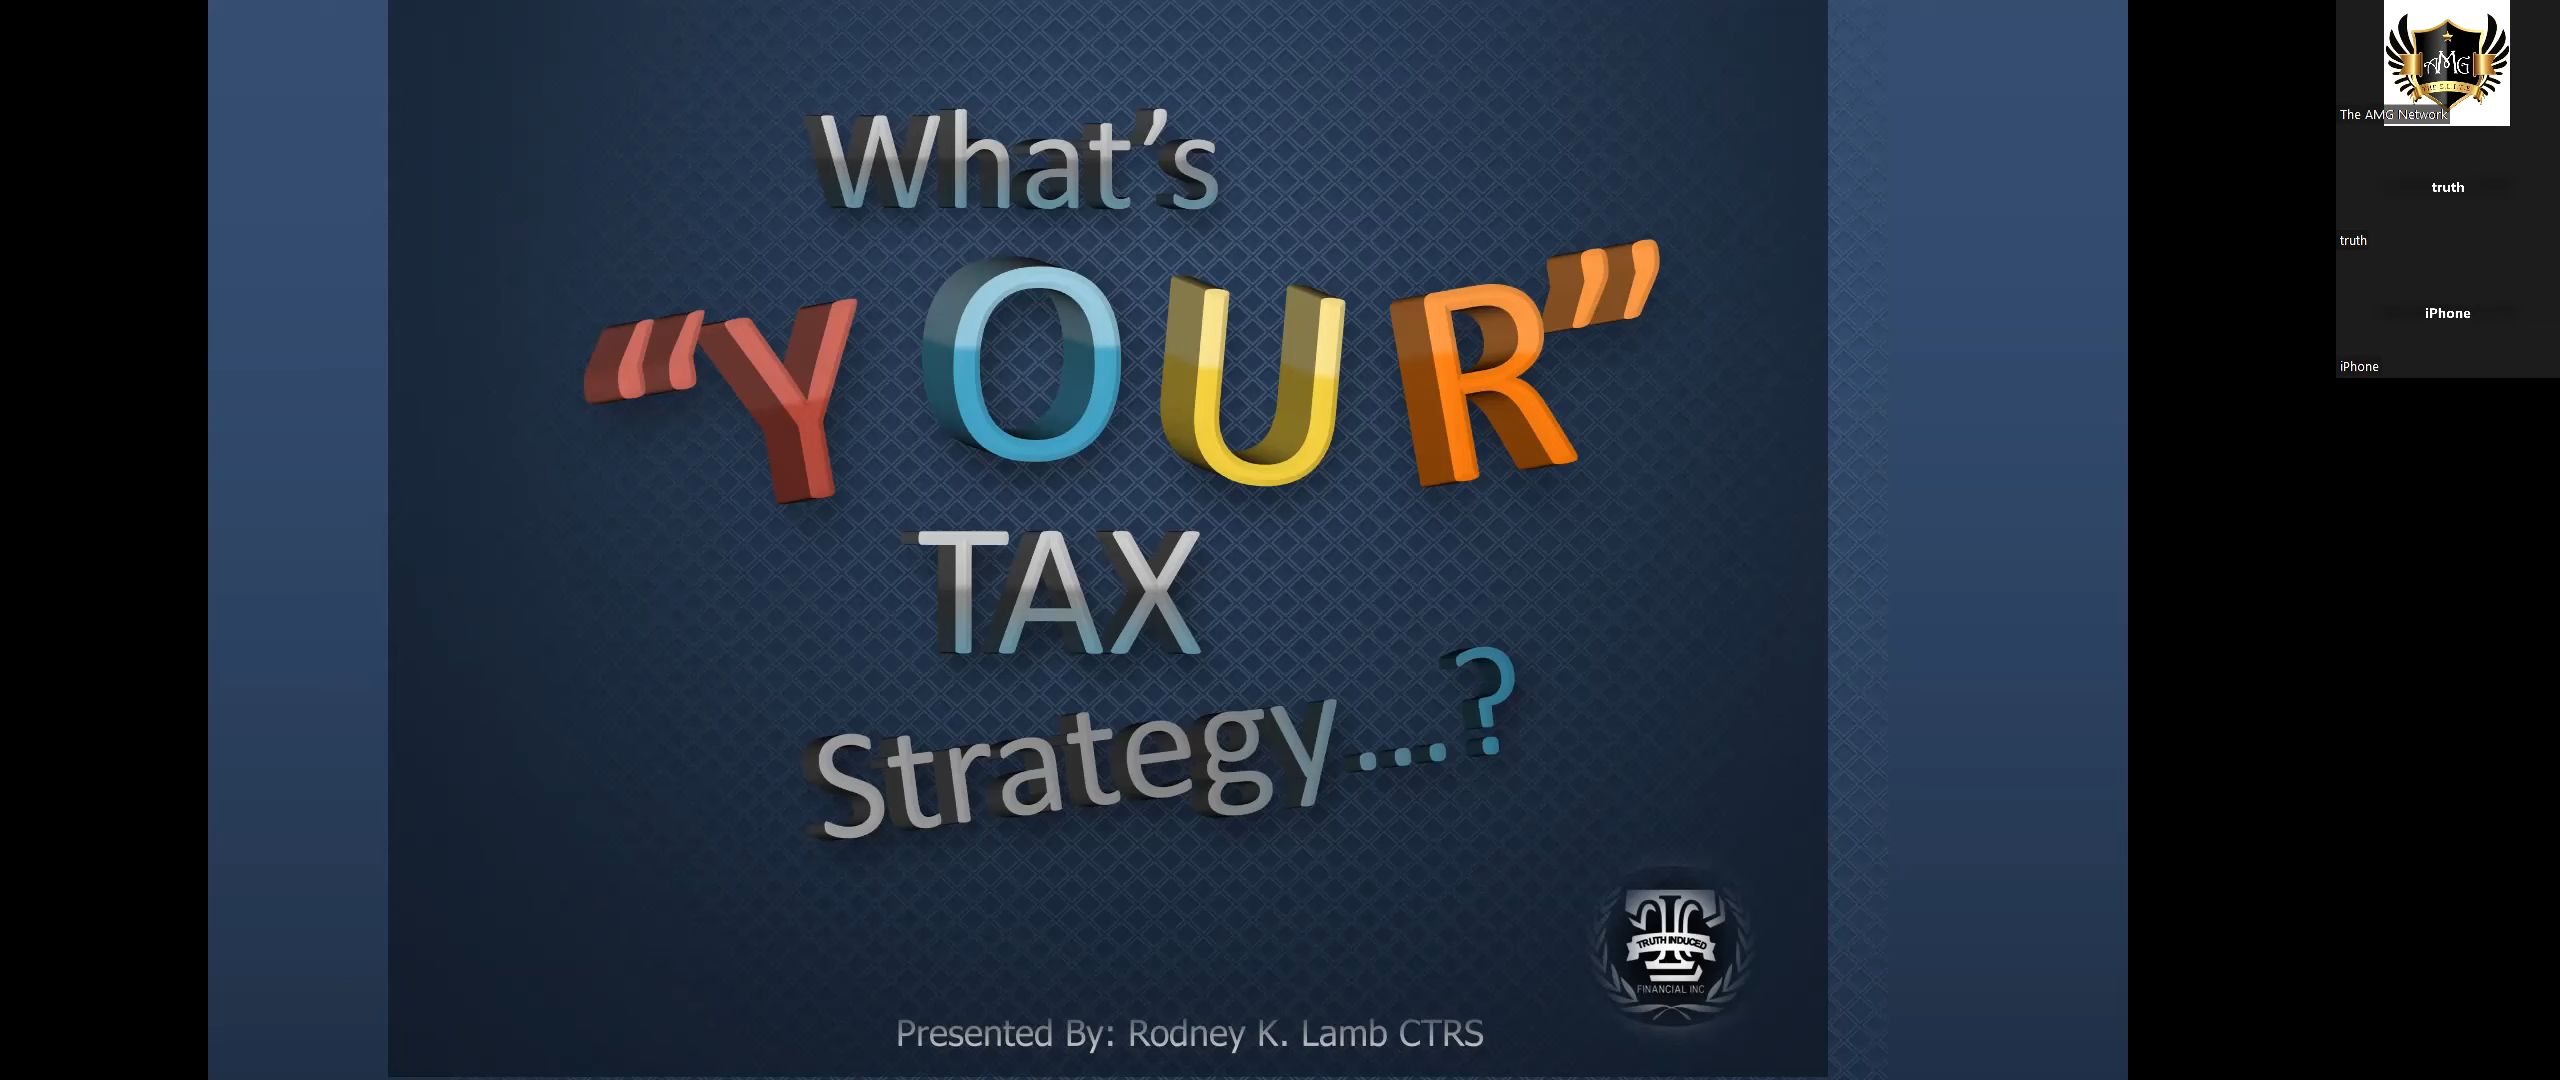 What’s
“YOUR”
TAX
Strategy...?
TRUTH INDUCED
FINANCIAL INC
Presented By: Rodney K. Lamb CTRS
AMG
The AMG Network
truth
truth
iPhone
iPhone